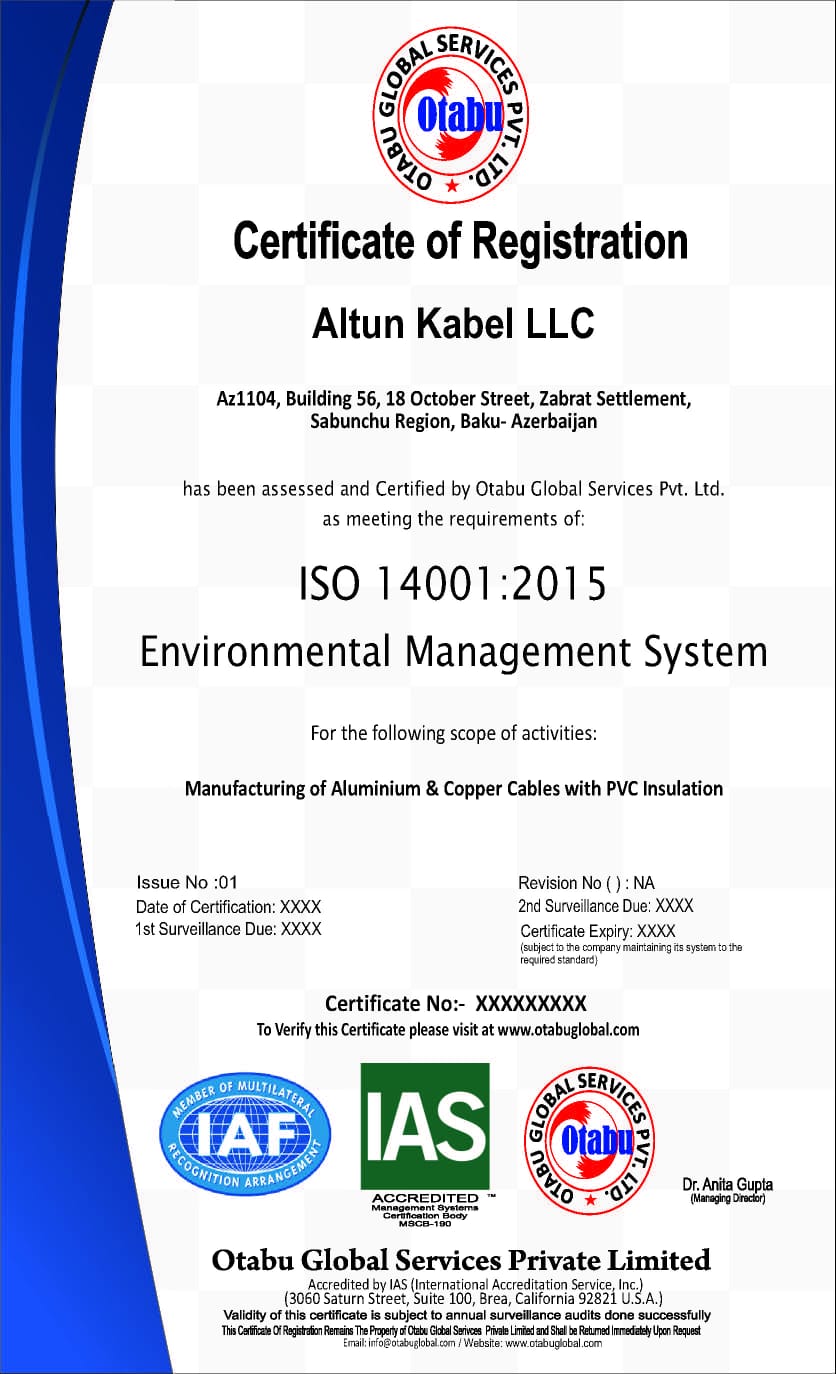 OTABU GLOBAL SERVICES PVT. LTD.
Otabu
Certificate of Registration
Altun Kabel LLC
Az1104, Building 56, 18 October Street, Zabrat Settlement,
Sabunchu Region, Baku- Azerbaijan
has been assessed and Certified by Otabu Global Services Pvt. Ltd.
as meeting the requirements of:
ISO 14001:2015
Environmental Management System
For the following scope of activities:
Manufacturing of Aluminium & Copper Cables with PVC Insulation
Issue No :01
Date of Certification: XXXX
1st Surveillance Due: XXXX
Revision No ( ) : NA
2nd Surveillance Due: XXXX
Certificate Expiry: XXXX
(subject to the company maintaining its system to the
required standard)
Certificate No:- XXXXXXXXX
To Verify this Certificate please visit at www.otabuglobal.com
MEMBER OF MULTILATERAL
IAF
RECOGNITION ARRANGEMENT
IAS
ACCREDITED ™
Management Systems
Certification Body
MSCB-190
OTABU GLOBAL SERVICES PVT. LTD.
Otabu
Dr. Anita Gupta
(Managing Director)
Otabu Global Services Private Limited
Accredited by IAS (International Accreditation Service, Inc.)
(3060 Saturn Street, Suite 100, Brea, California 92821 U.S.A.)
Validity of this certificate is subject to annual surveillance audits done successfully
This Certificate Of Registration Remains The Property of Otabu Global Serivces Private Limited and Shall be Returned Immediately Upon Request
Email: info@otabuglobal.com / Website: www.otabuglobal.com